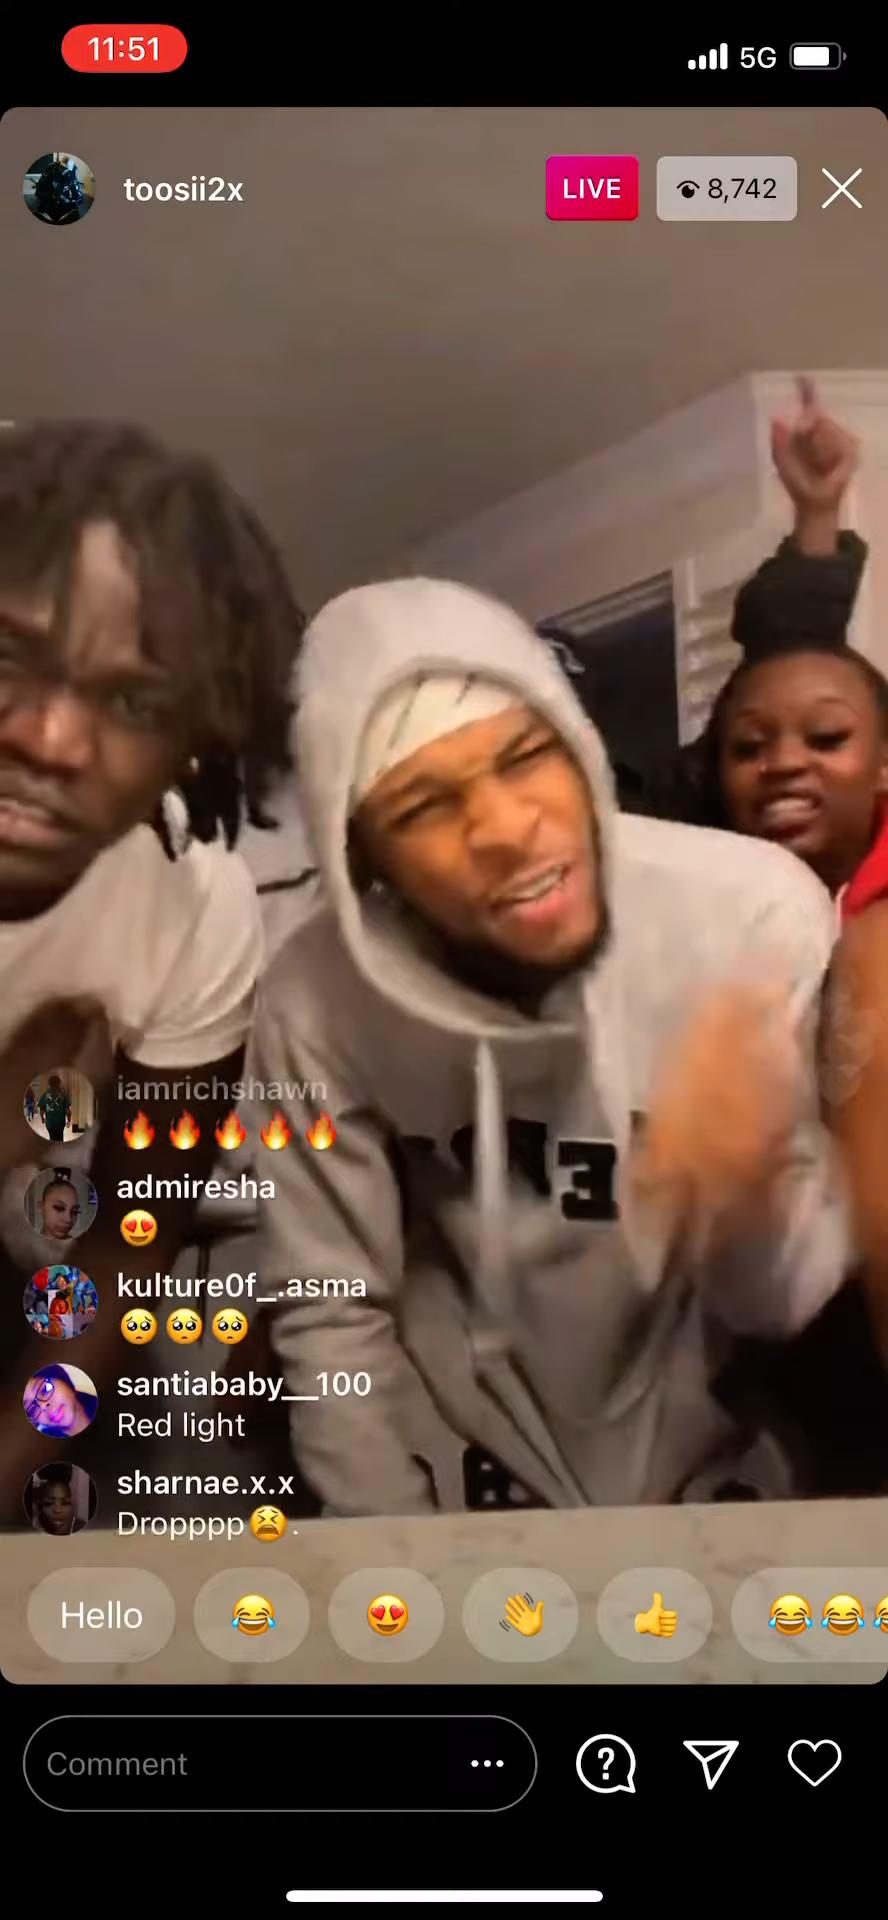 11:51
5G
toosii2x
LIVE
8,742
iamrichshawn
🔥🔥🔥🔥🔥
admiresha
😍
kulture0f_.asma
🥺🥺🥺
santiababy__100
Red light
sharnae.x.x
Dropppp😫.
Hello 😂 😍 👋 👍 😂😂
Comment